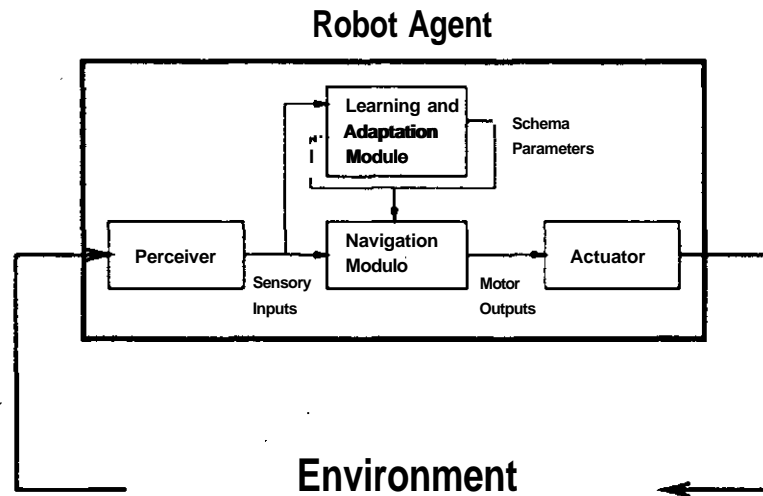 Robot Agent
Learning and
Adaptation
Module
Schema
Parameters
Perceiver
Sensory
Inputs
Navigation
Modulo
Motor
Outputs
Actuator
Environment